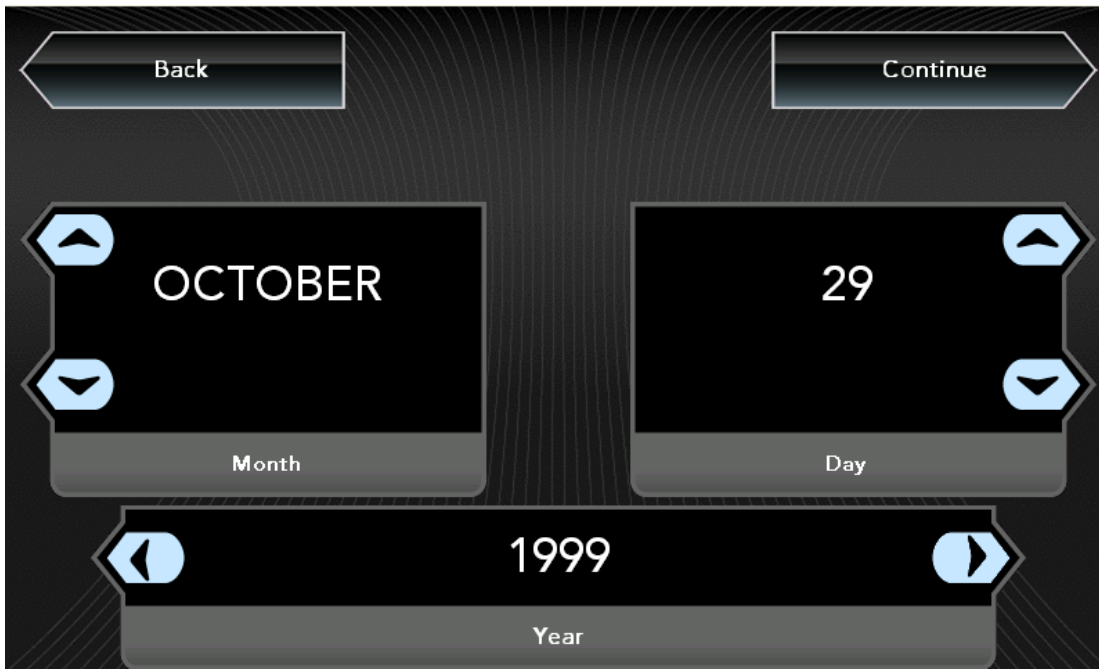 Back
Continue
OCTOBER
29
Month
Day
1999
Year